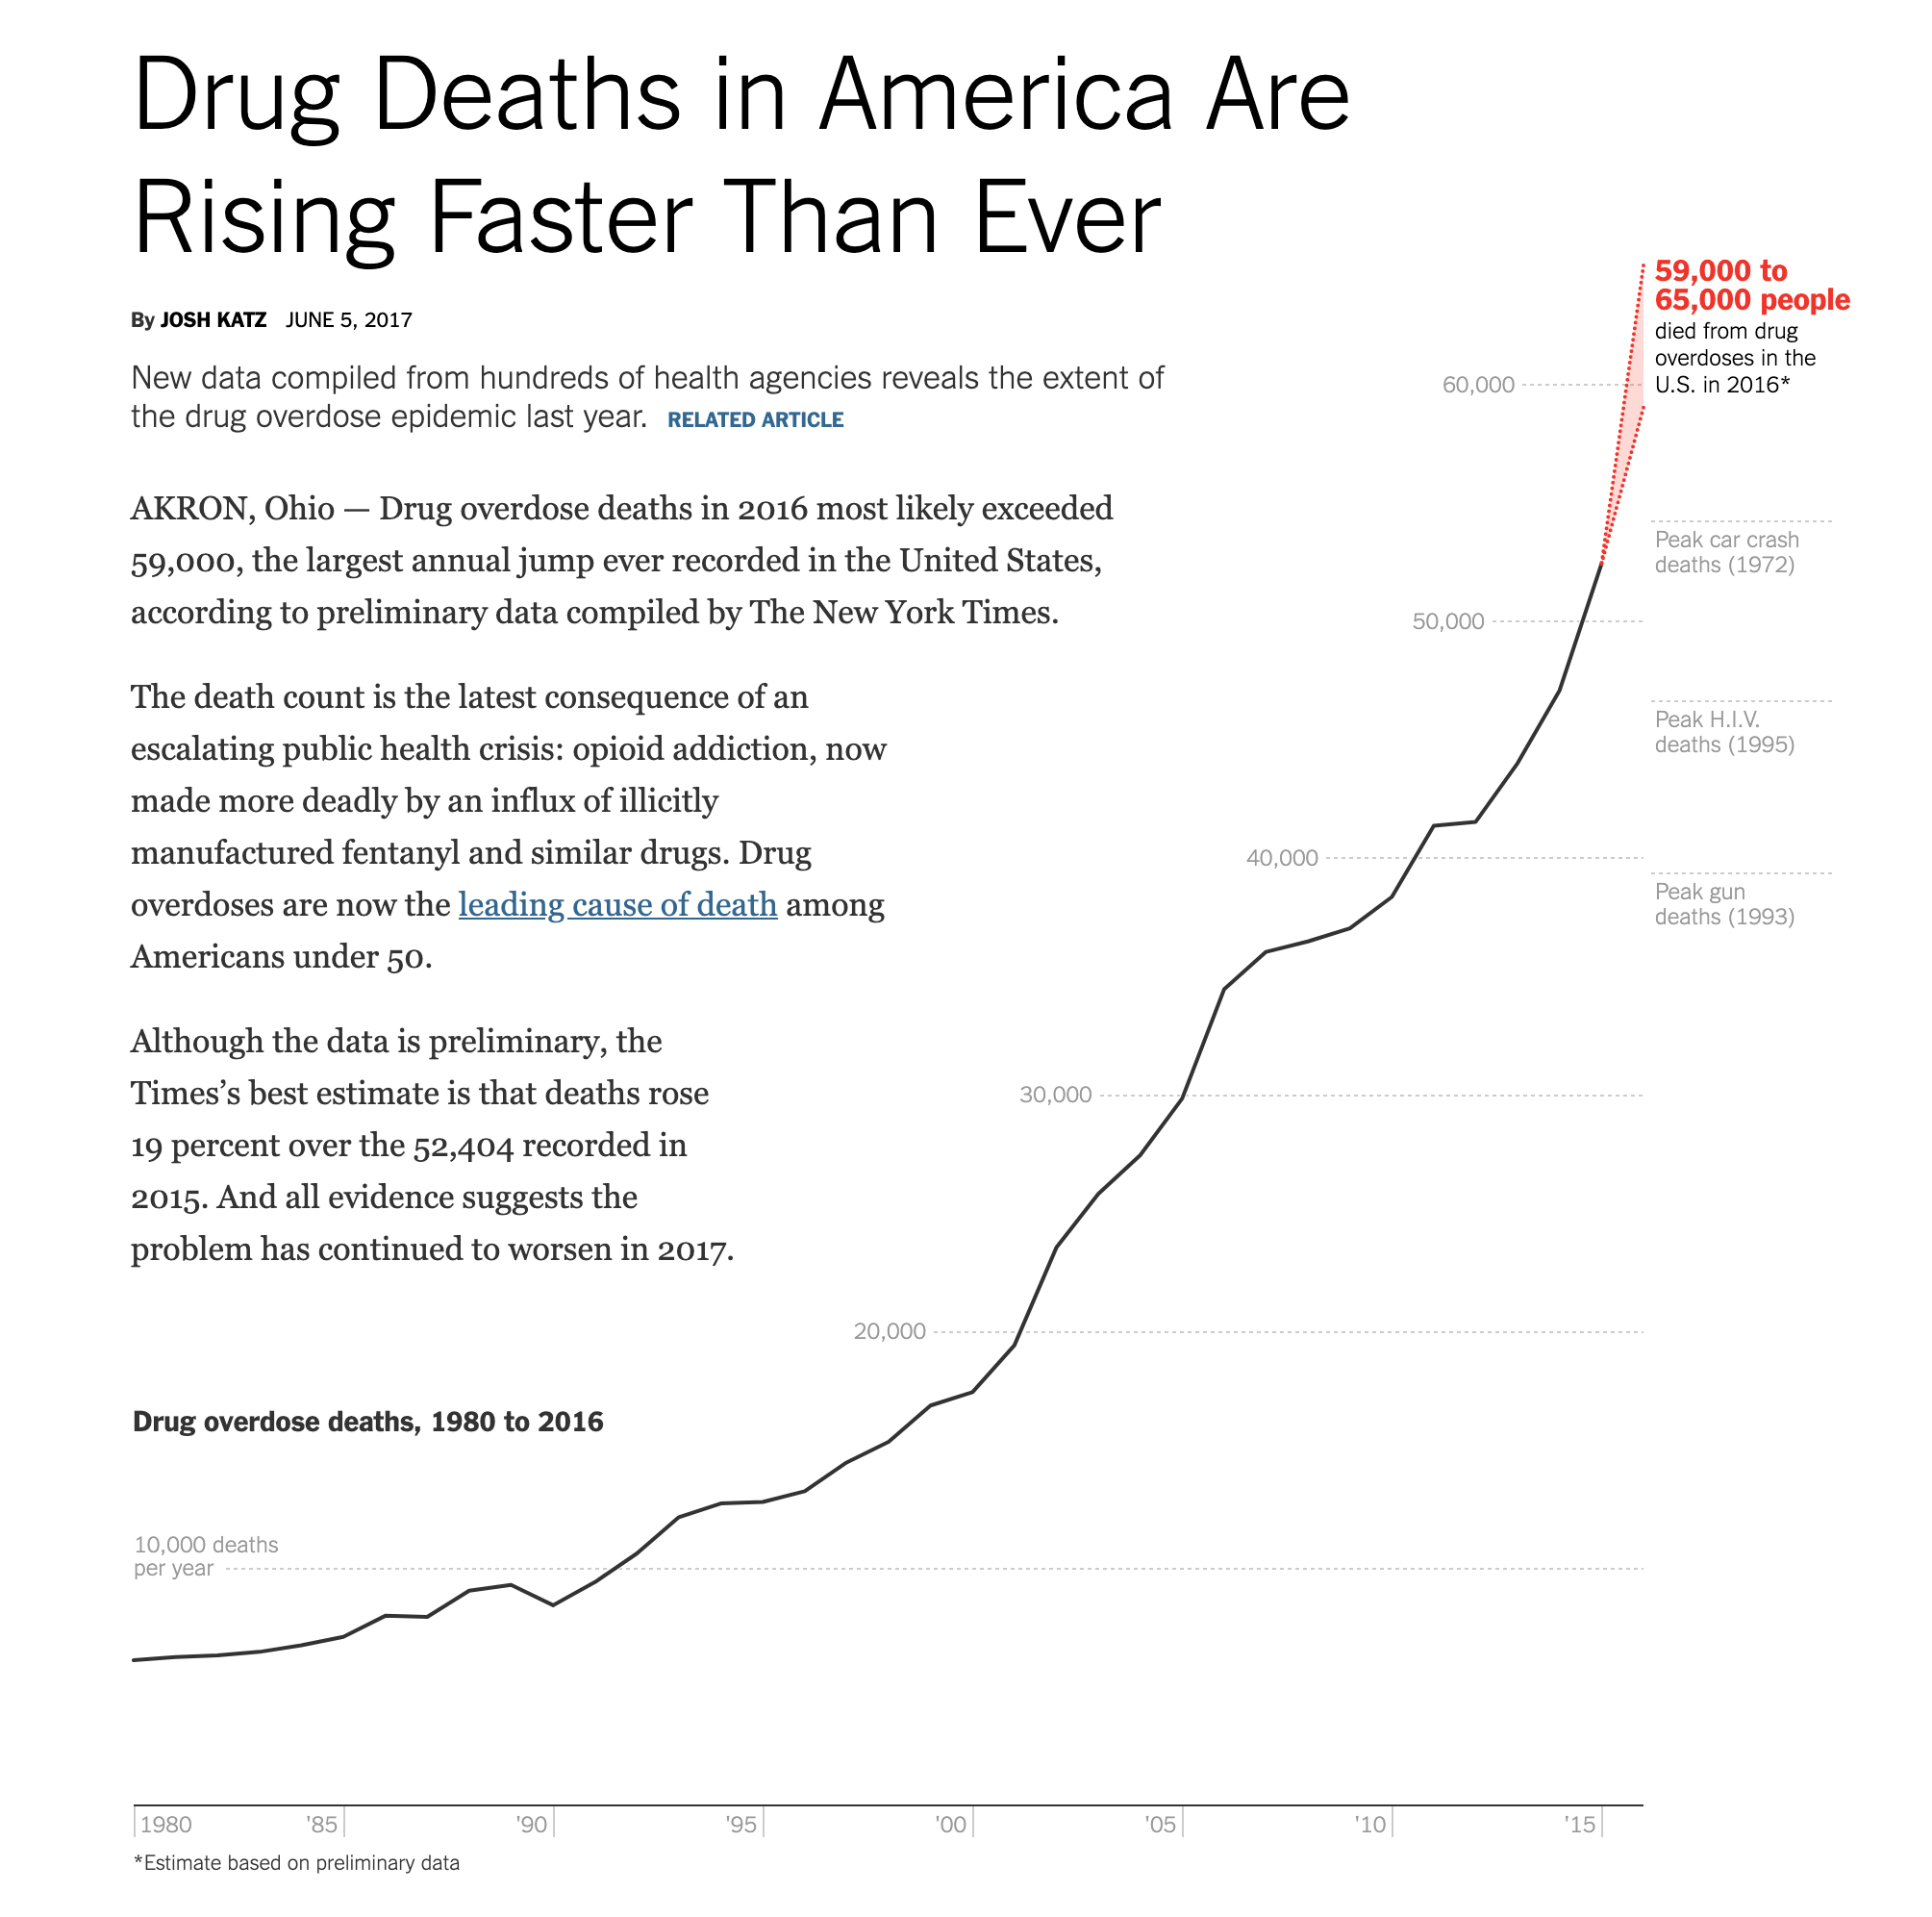 Drug Deaths in America Are
Rising Faster Than Ever
By JOSH KATZ JUNE 5, 2017
New data compiled from hundreds of health agencies reveals the extent of
the drug overdose epidemic last year. RELATED ARTICLE
AKRON, Ohio — Drug overdose deaths in 2016 most likely exceeded
59,000, the largest annual jump ever recorded in the United States,
according to preliminary data compiled by The New York Times.
The death count is the latest consequence of an
escalating public health crisis: opioid addiction, now
made more deadly by an influx of illicitly
manufactured fentanyl and similar drugs. Drug
overdoses are now the leading cause of death among
Americans under 50.
Although the data is preliminary, the
Times’s best estimate is that deaths rose
19 percent over the 52,404 recorded in
2015. And all evidence suggests the
problem has continued to worsen in 2017.
59,000 to
65,000 people
died from drug
overdoses in the
U.S. in 2016*
60,000
Peak car crash
deaths (1972)
50,000
Peak H.I.V.
deaths (1995)
40,000
Peak gun
deaths (1993)
30,000
20,000
Drug overdose deaths, 1980 to 2016
10,000 deaths
per year
1980 '85 '90 '95 '00 '05 '10 '15
*Estimate based on preliminary data